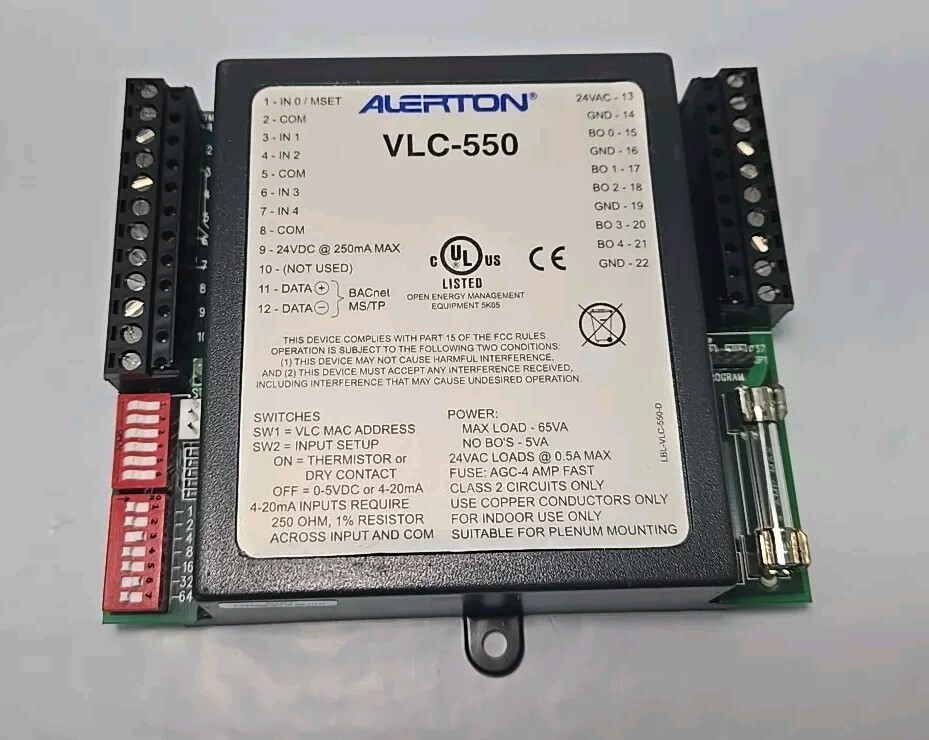 ALERTON®
VLC-550
1 - IN 0 / MSET
2 - COM
3 - IN 1
4 - IN 2
5 - COM
6 - IN 3
7 - IN 4
8 - COM
9 - 24VDC @ 250mA MAX
10 - (NOT USED)
11 - DATA +
12 - DATA -
BACnet
MS/TP
24VAC - 13
GND - 14
BO 0 - 15
GND - 16
BO 1 - 17
BO 2 - 18
GND - 19
BO 3 - 20
BO 4 - 21
GND - 22
C UL US
LISTED
OPEN ENERGY MANAGEMENT
EQUIPMENT 5K05
CE
THIS DEVICE COMPLIES WITH PART 15 OF THE FCC RULES
OPERATION IS SUBJECT TO THE FOLLOWING TWO CONDITIONS:
(1) THIS DEVICE MAY NOT CAUSE HARMFUL INTERFERENCE,
AND (2) THIS DEVICE MUST ACCEPT ANY INTERFERENCE RECEIVED,
INCLUDING INTERFERENCE THAT MAY CAUSE UNDESIRED OPERATION.
SWITCHES
SW1 = VLC MAC ADDRESS
SW2 = INPUT SETUP
ON = THERMISTOR or
DRY CONTACT
OFF = 0-5VDC or 4-20mA
4-20mA INPUTS REQUIRE
250 OHM, 1% RESISTOR
ACROSS INPUT AND COM
POWER:
MAX LOAD - 65VA
NO BO'S - 5VA
24VAC LOADS @ 0.5A MAX
FUSE: AGC-4 AMP FAST
CLASS 2 CIRCUITS ONLY
USE COPPER CONDUCTORS ONLY
FOR INDOOR USE ONLY
SUITABLE FOR PLENUM MOUNTING
LBL-VLC-550-D
8
9
10
1
2
4
8
16
32
64
JP1